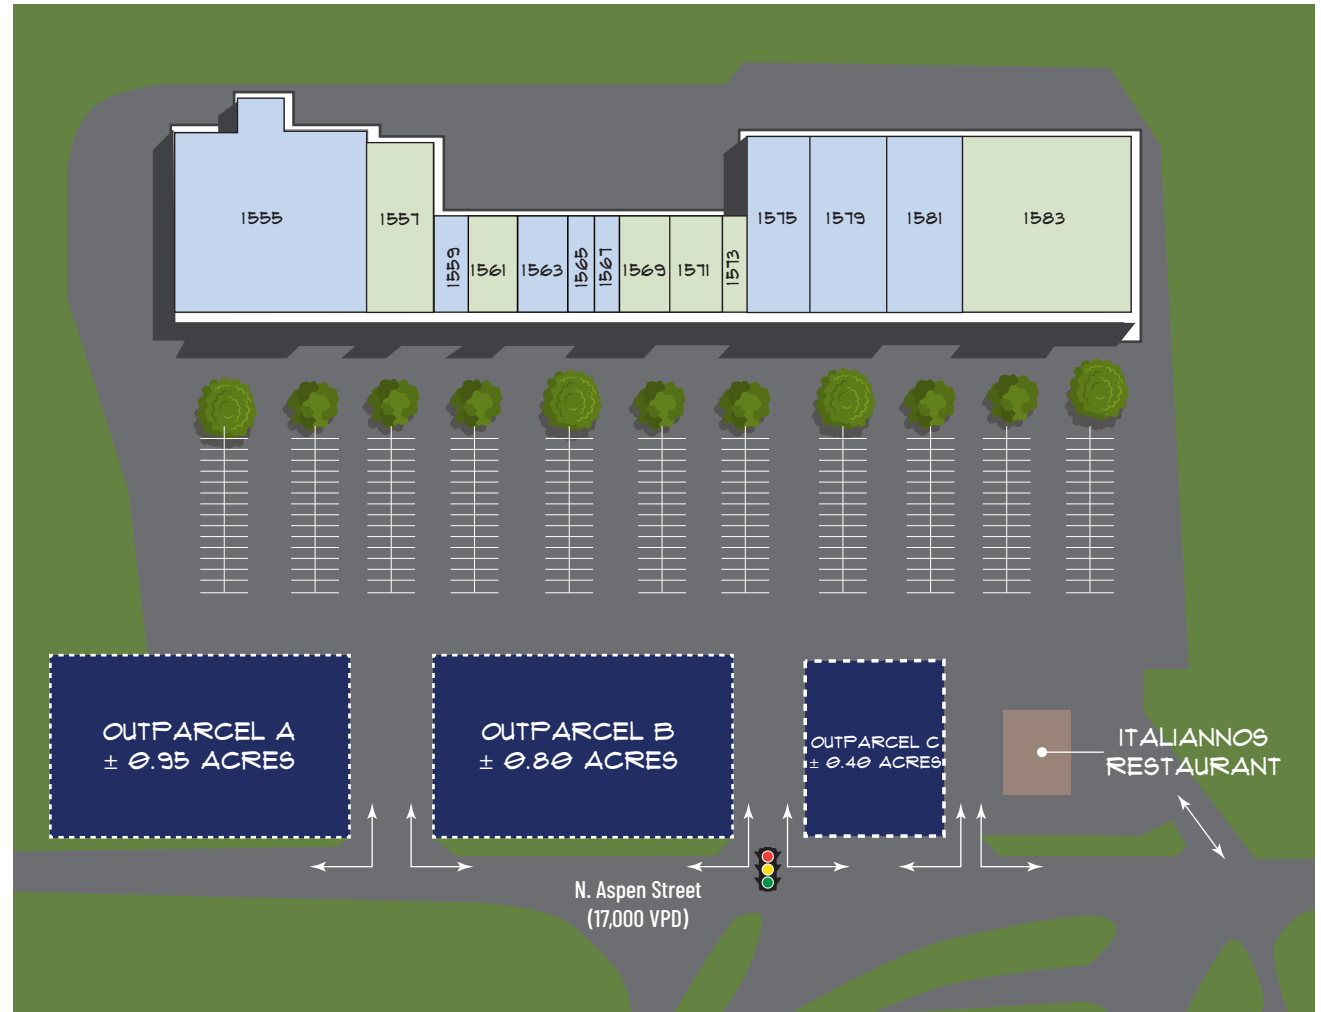 1555
1557
1559
1561
1563
1565
1567
1569
1571
1573
1575
1579
1581
1583
OUTPARCEL A
± 0.95 ACRES
OUTPARCEL B
± 0.80 ACRES
OUTPARCEL C
± 0.40 ACRES
ITALIANNOS
RESTAURANT
N. Aspen Street
(17,000 VPD)